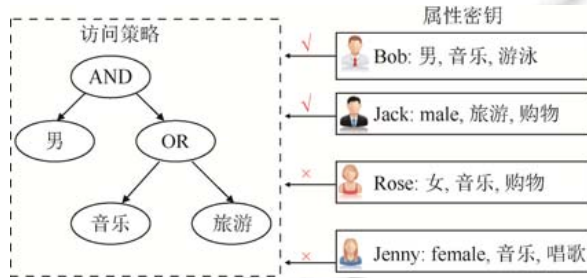 访问策略
AND
男
OR
音乐
旅游
属性密钥
√
Bob: 男, 音乐, 游泳
√
Jack: male, 旅游, 购物
×
Rose: 女, 音乐, 购物
×
Jenny: female, 音乐, 唱歌